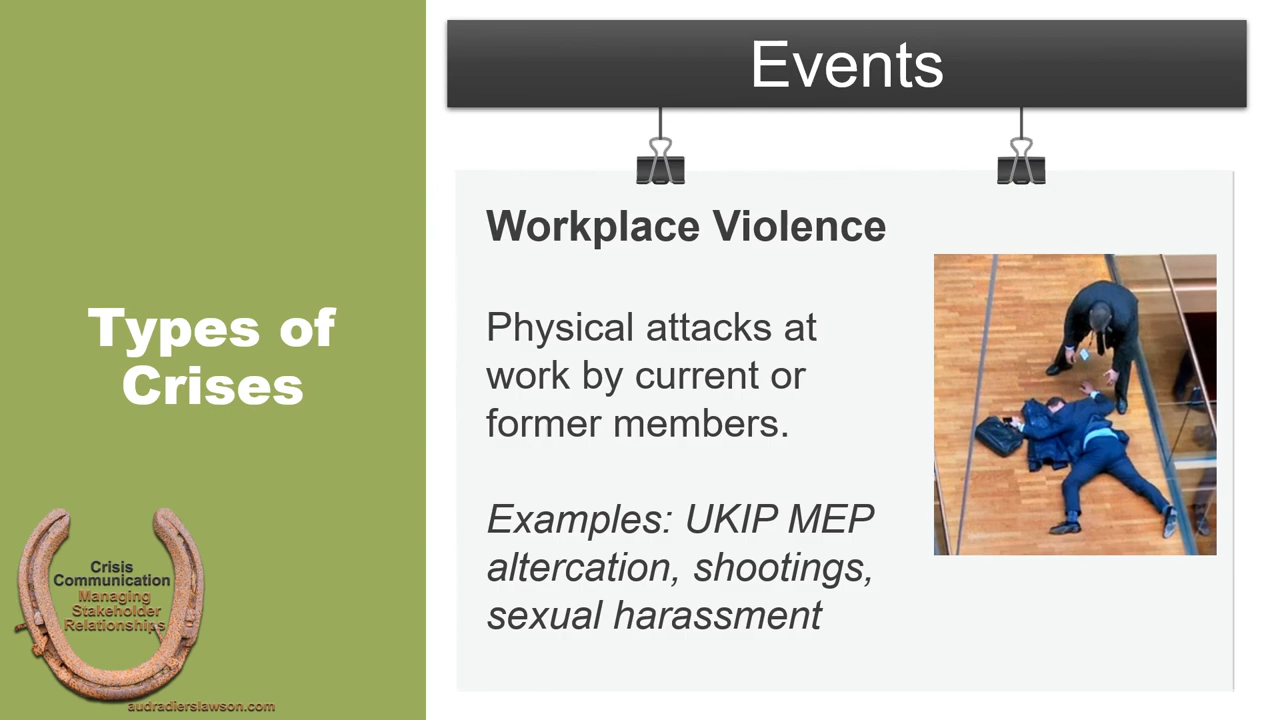 Events
Types of
Crises
Workplace Violence
Physical attacks at
work by current or
former members.
Examples: UKIP MEP
altercation, shootings,
sexual harassment
Crisis
Communication
Managing
Stakeholder
Relationships
audradierslawson.com